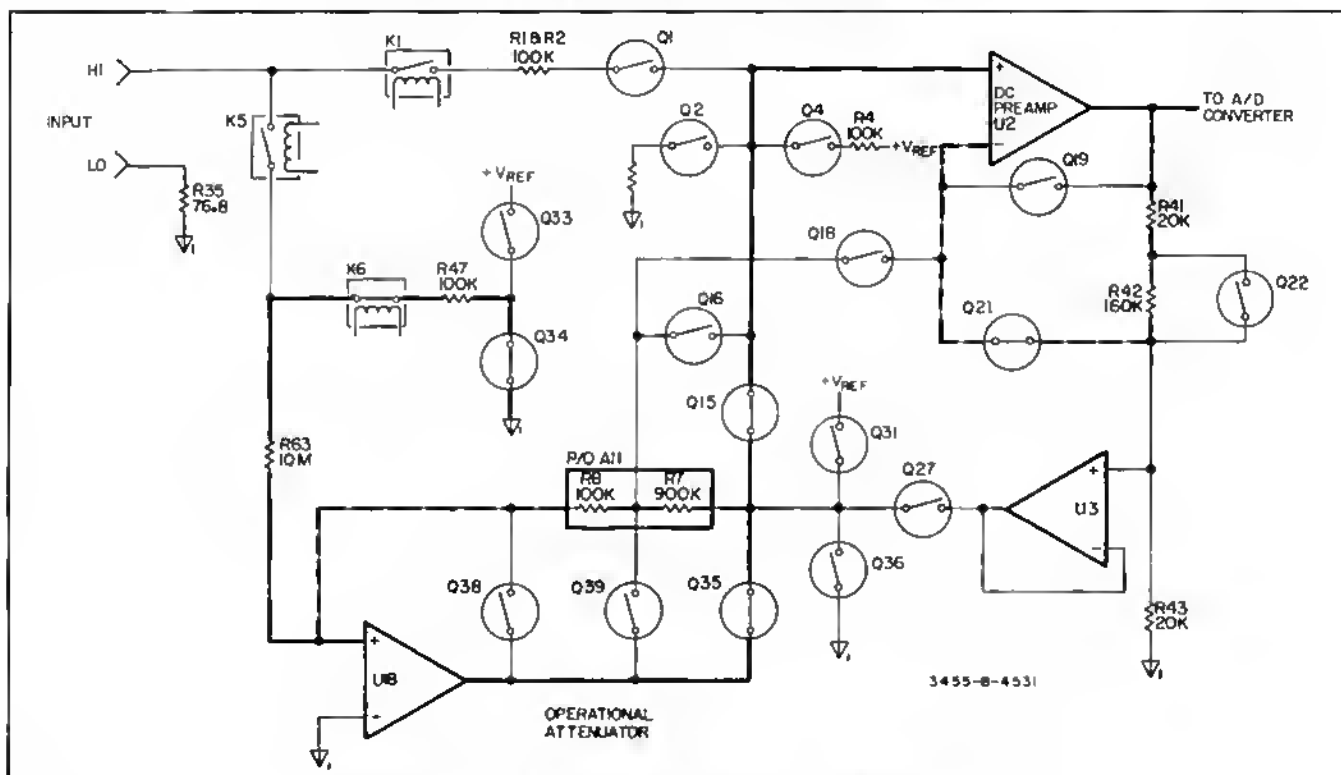 HI
INPUT
LO
K1
R1&R2
100K
Q1
K5
R35
76.8
Q2
Q4
R4
100K
+VREF
+
DC
PREAMP
U2
-
TO A/D
CONVERTER
Q19
R41
20K
+VREF
Q33
Q18
K6
R47
100K
Q34
Q16
Q21
R42
160K
Q22
Q15
+VREF
Q31
R63
10M
P/O A11
R8
100K
R7
900K
Q27
+
U3
-
Q38
Q39
Q35
Q36
R43
20K
+
U18
-
OPERATIONAL
ATTENUATOR
3455-B-4531